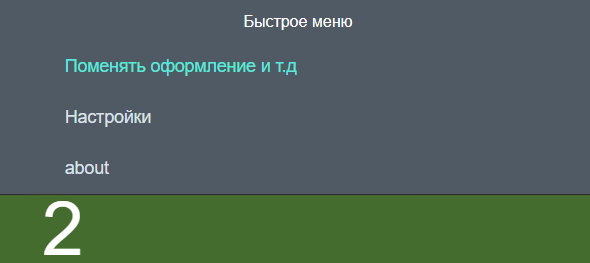 Быстрое меню
Поменять оформление и т.д
Настройки
about
2